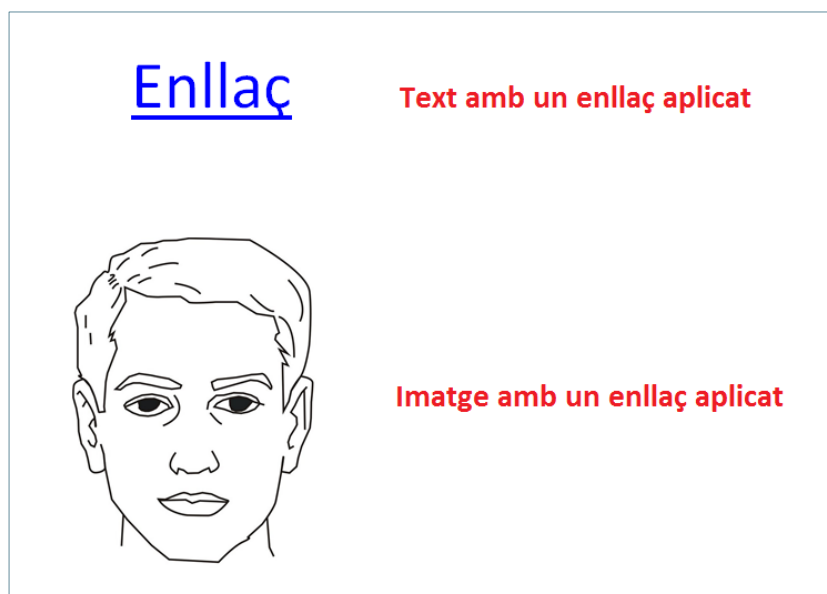 Enllaç
Text amb un enllaç aplicat
Imatge amb un enllaç aplicat